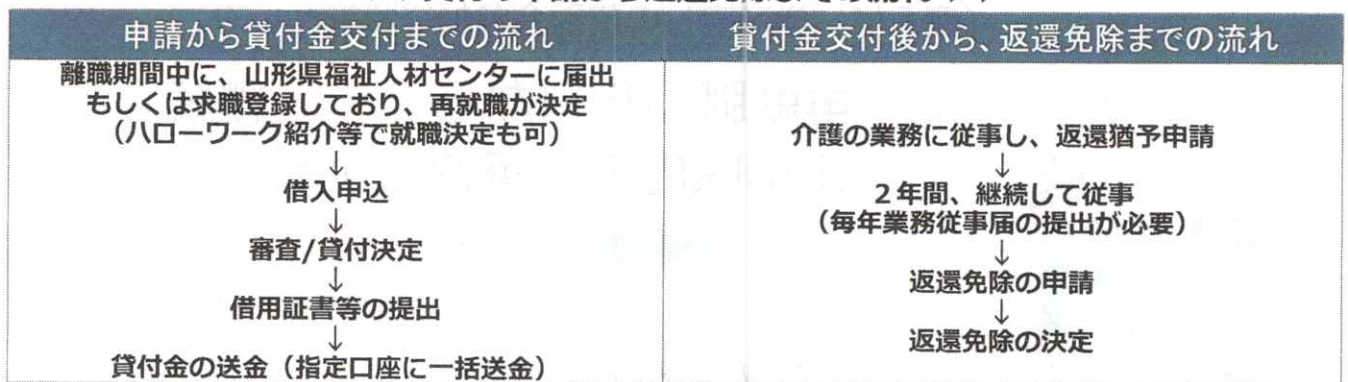 申請から貸付金交付までの流れ
離職期間中に、山形県福祉人材センターに届出
もしくは求職登録しており、再就職が決定
（ハローワーク紹介等で就職決定も可）
↓
借入申込
↓
審査/貸付決定
↓
借用証書等の提出
↓
貸付金の送金（指定口座に一括送金）
貸付金交付後から、返還免除までの流れ
介護の業務に従事し、返還猶予申請
↓
２年間、継続して従事
（毎年業務従事届の提出が必要）
↓
返還免除の申請
↓
返還免除の決定